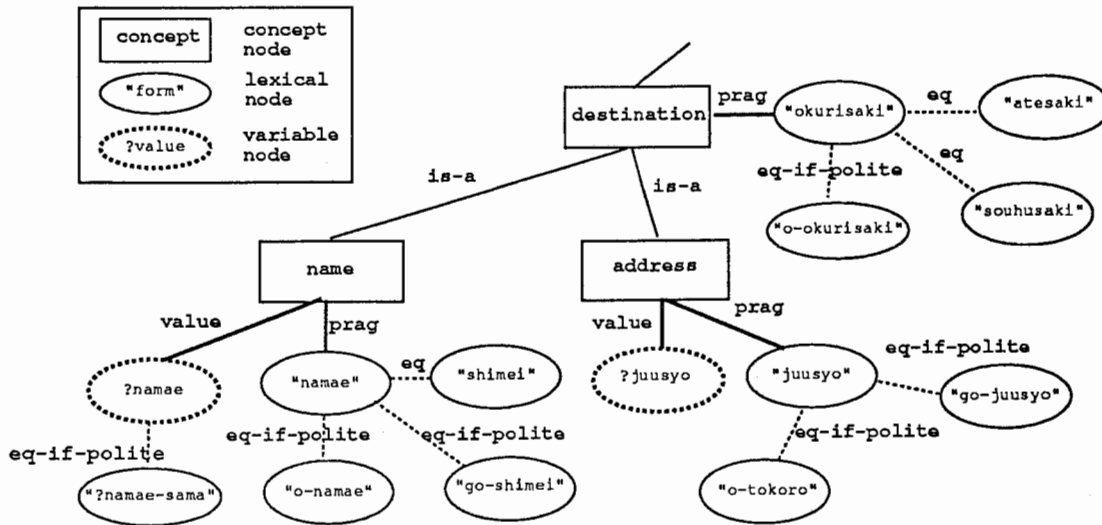 concept
concept
node
"form"
lexical
node
?value
variable
node
destination
prag
"okurisaki"
eq
"atesaki"
eq
"souhusaki"
eq-if-polite
"o-okurisaki"
is-a
is-a
name
address
value
prag
value
prag
?namae
"namae"
eq
"shimei"
?juusyo
"juusyo"
eq-if-polite
"go-juusyo"
eq-if-polite
eq-if-polite
eq-if-polite
eq-if-polite
"?namae-sama"
"o-namae"
"go-shimei"
"o-tokoro"